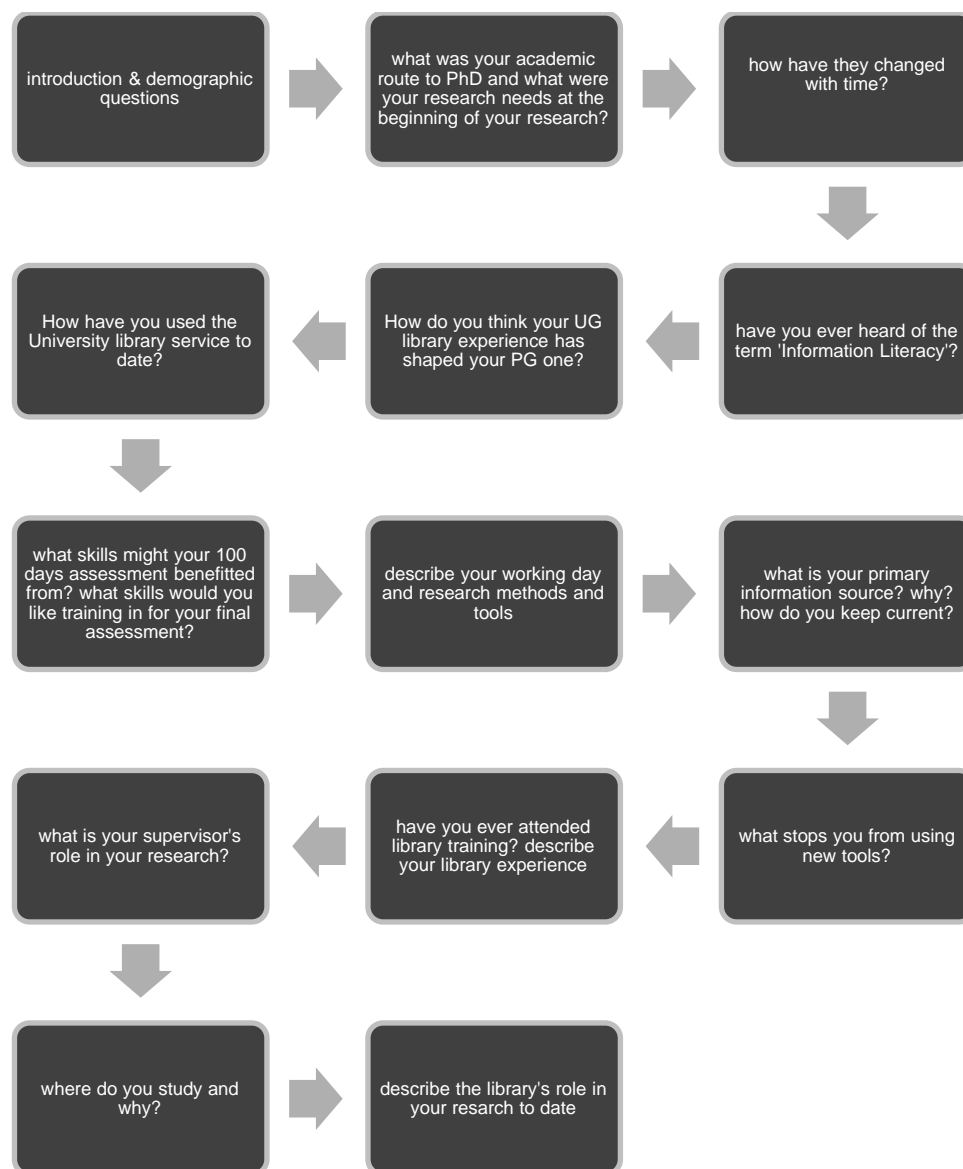 introduction & demographic
questions
what was your academic
route to PhD and what were
your research needs at the
beginning of your research?
how have they changed
with time?
have you ever heard of the
term 'Information Literacy'?
How do you think your UG
library experience has
shaped your PG one?
How have you used the
University library service to
date?
what skills might your 100
days assessment benefitted
from? what skills would you
like training in for your final
assessment?
describe your working day
and research methods and
tools
what is your primary
information source? why?
how do you keep current?
what stops you from using
new tools?
have you ever attended
library training? describe
your library experience
what is your supervisor's
role in your research?
where do you study and
why?
describe the library's role in
your resarch to date